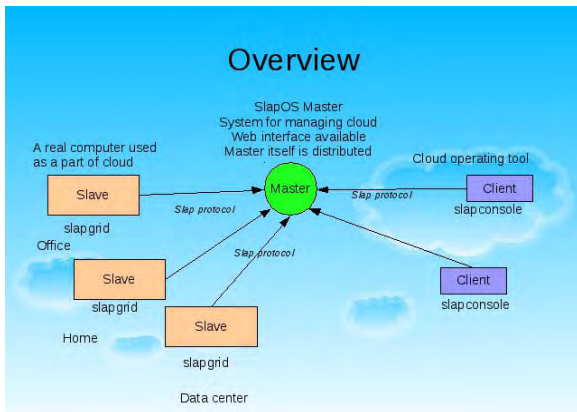 Overview
SlapOS Master
System for managing cloud
Web interface available
Master itself is distributed
A real computer used
as a part of cloud
Cloud operating tool
Slave
Master
Client
Slap protocol
Slap protocol
slapgrid
slapconsole
Office
Slap protocol
Slave
Client
slapgrid
slapconsole
Slave
Home
slapgrid
Data center